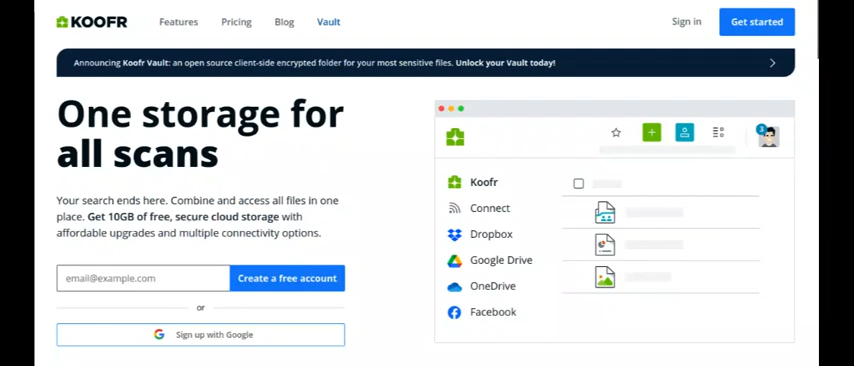 KOOFR
Features
Pricing
Blog
Vault
Sign in
Get started
Announcing Koofr Vault: an open source client-side encrypted folder for your most sensitive files. Unlock your Vault today!
One storage for
all scans
Your search ends here. Combine and access all files in one
place. Get 10GB of free, secure cloud storage with
affordable upgrades and multiple connectivity options.
email@example.com
Create a free account
or
Sign up with Google
3
Koofr
Connect
Dropbox
Google Drive
OneDrive
Facebook